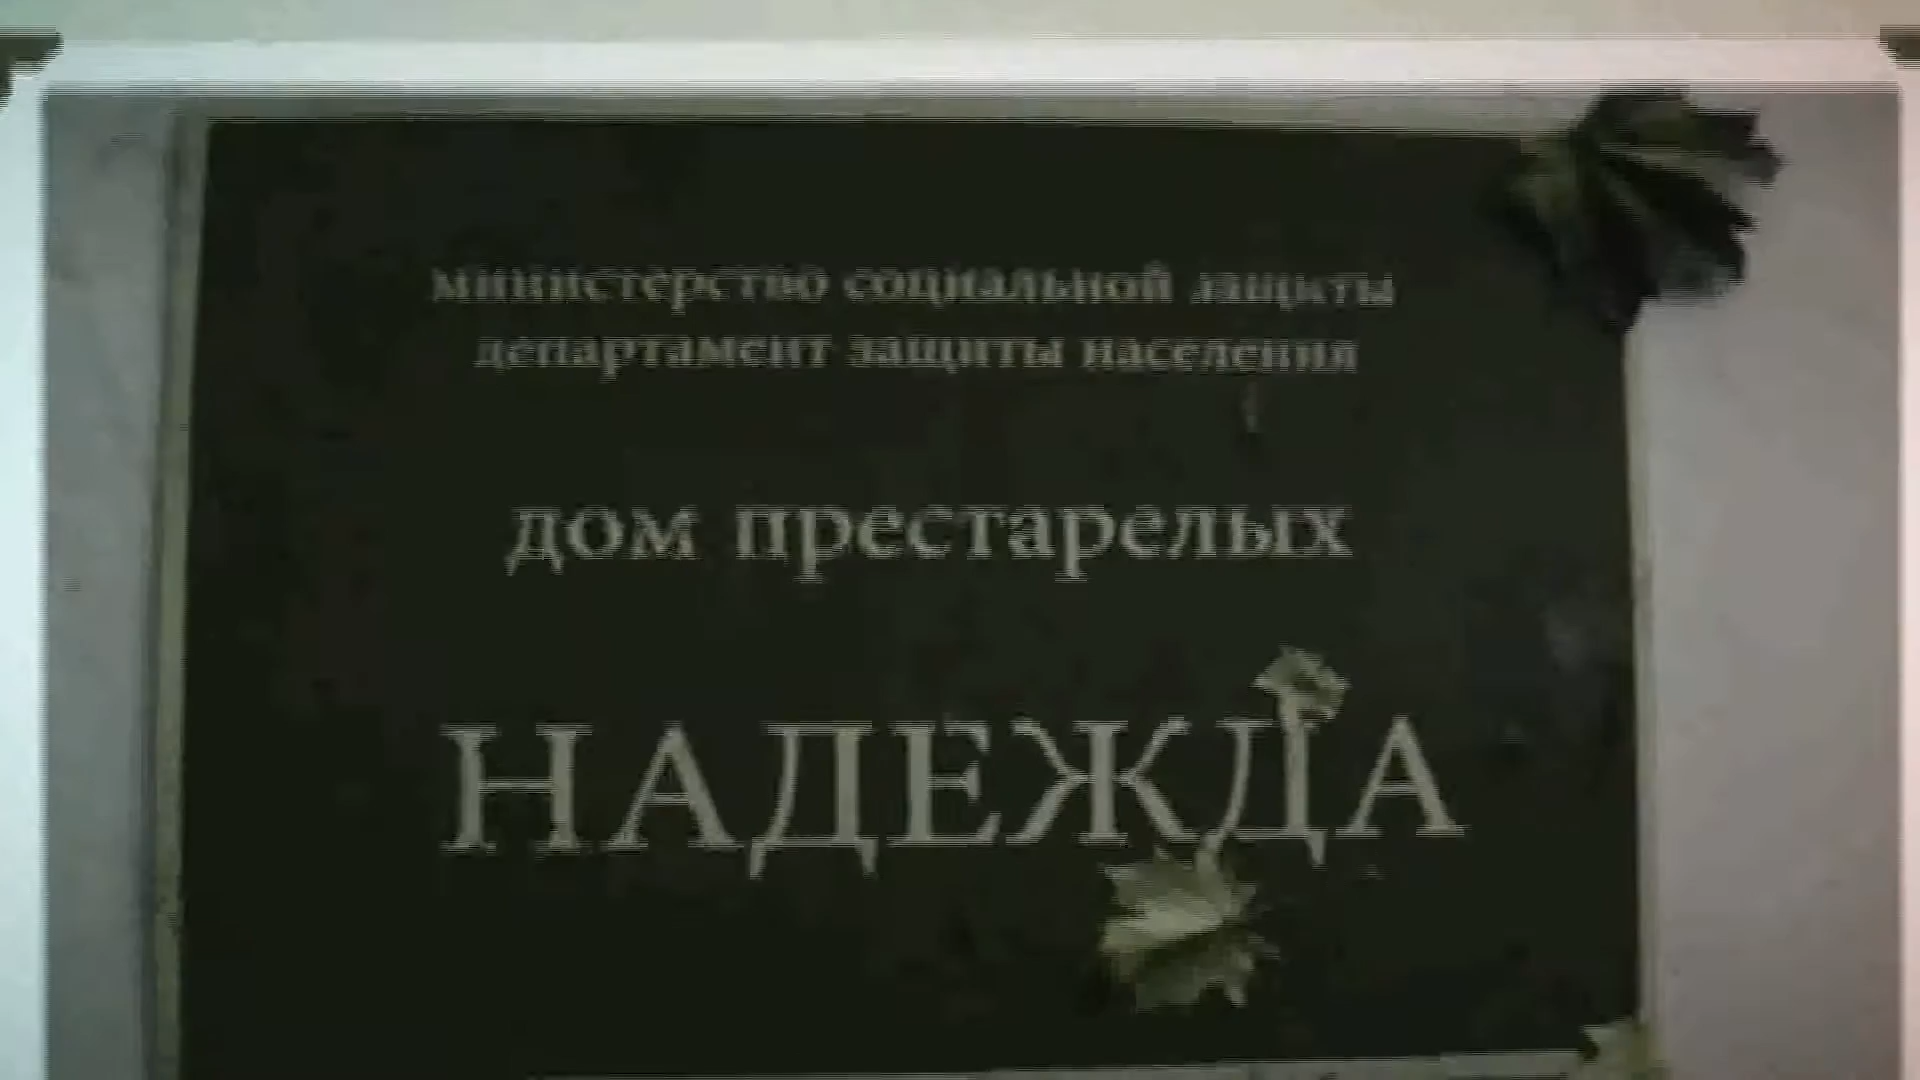 министерство социальной защиты
департамент защиты населения
дом престарелых
НАДЕЖДА